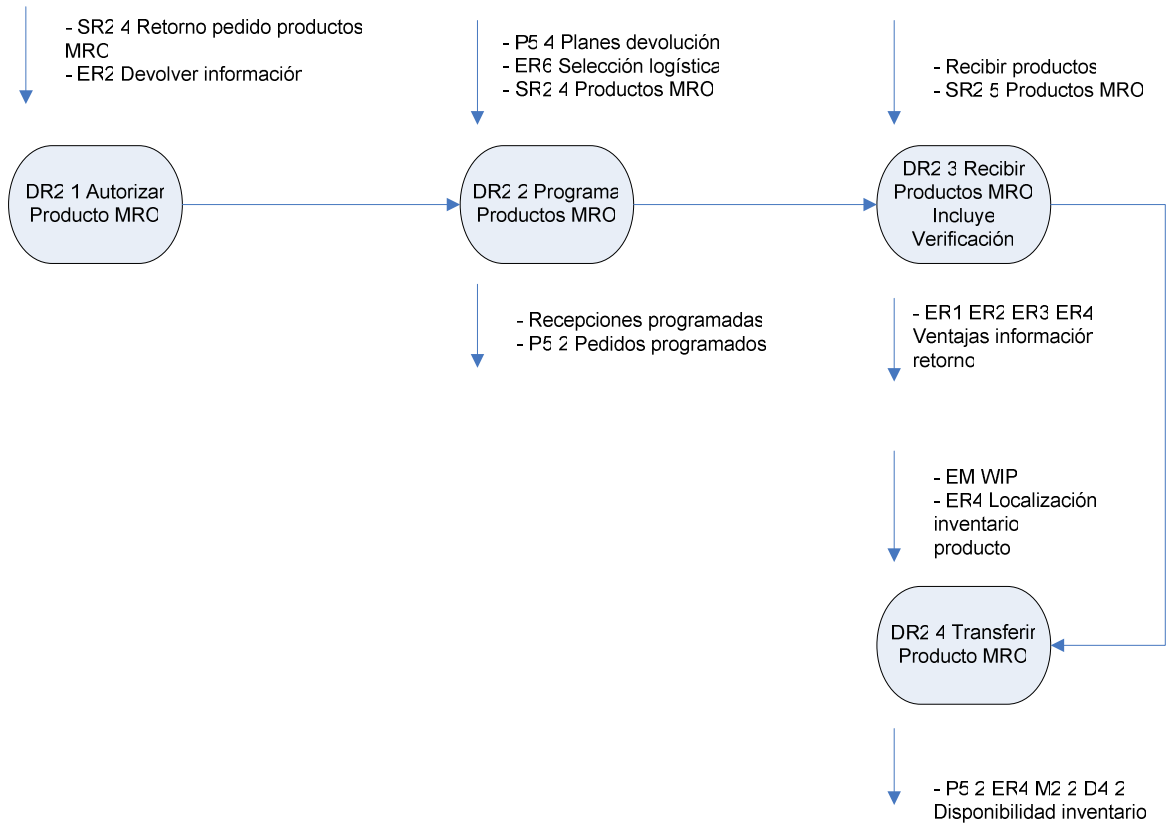 - SR2 4 Retorno pedido productos
MRO
- ER2 Devolver información
- P5 4 Planes devolución
- ER6 Selección logística
- SR2 4 Productos MRO
- Recibir productos
- SR2 5 Productos MRO
DR2 1 Autorizar
Producto MRO
DR2 2 Programa
Productos MRO
DR2 3 Recibir
Productos MRO
Incluye
Verificación
- Recepciones programadas
- P5 2 Pedidos programados
- ER1 ER2 ER3 ER4
Ventajas información
retorno
- EM WIP
- ER4 Localización
inventario
producto
DR2 4 Transferir
Producto MRO
- P5 2 ER4 M2 2 D4 2
Disponibilidad inventario